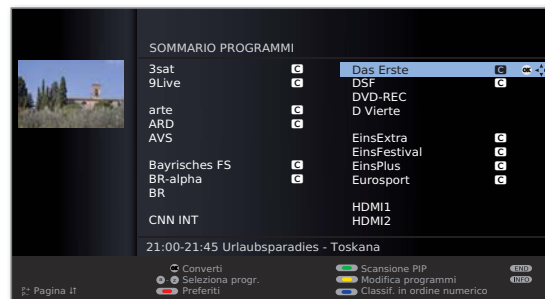 SOMMARIO PROGRAMMI
3sat C
9Live C
arte C
ARD C
AVS
Bayrisches FS C
BR-alpha C
BR
CNN INT
Das Erste C OK
DSF C
DVD-REC
D Vierte
EinsExtra C
EinsFestival C
EinsPlus C
Eurosport C
HDMI1
HDMI2
21:00-21:45 Urlaubsparadies - Toskana
OK Converti
Seleziona progr.
Preferiti
Scansione PIP
Modifica programmi
Classif. in ordine numerico
END
INFO
P+ P- Pagina